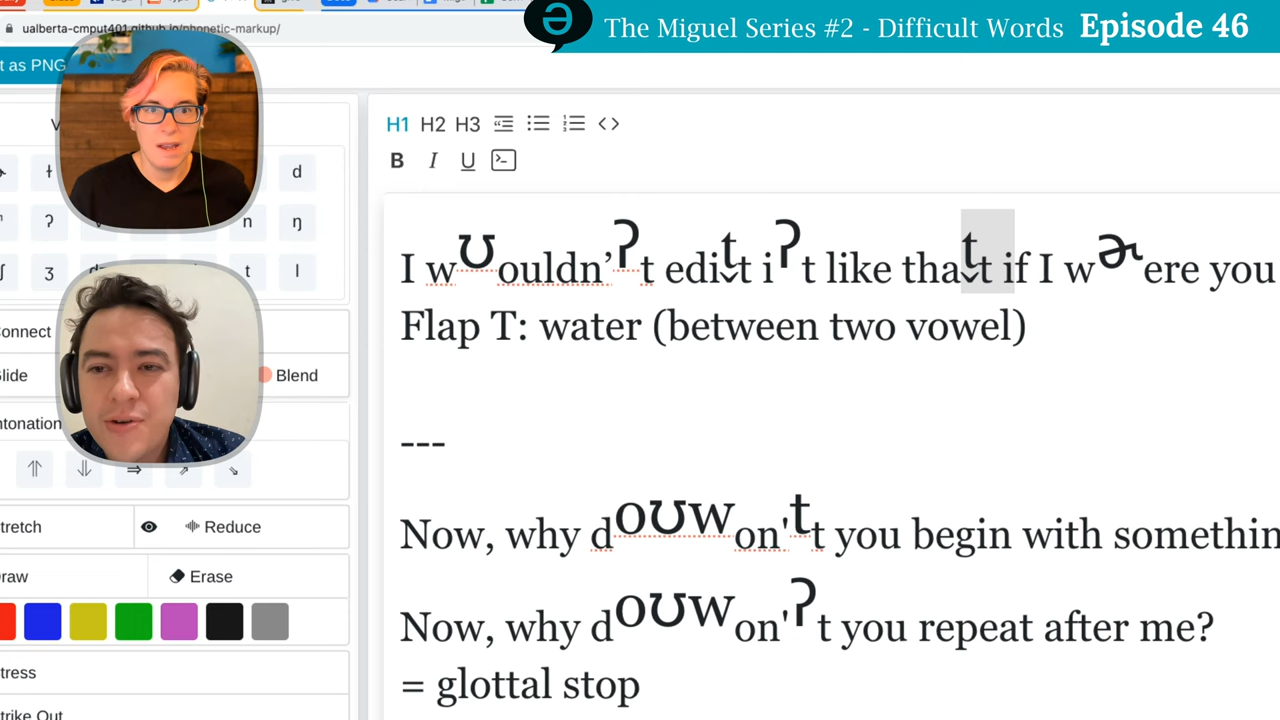 ualberta-cmput401.github.io/phonetic-markup/
ə The Miguel Series #2 - Difficult Words Episode 46
t as PNG
H1 H2 H3
B I U
ɫ d
ʔ n ŋ
ʃ ʒ t l
onnect
lide Blend
ntonation
⇑ ⇓ ⇒ ⇗ ⇘
tretch Reduce
raw Erase
tress
trike Out
I wʊouldn’ʔt edit̬t iʔt like that̬t if I wɚere you
Flap T: water (between two vowel)
---
Now, why doʊwon'tt you begin with somethin
Now, why doʊwon'ʔt you repeat after me?
= glottal stop